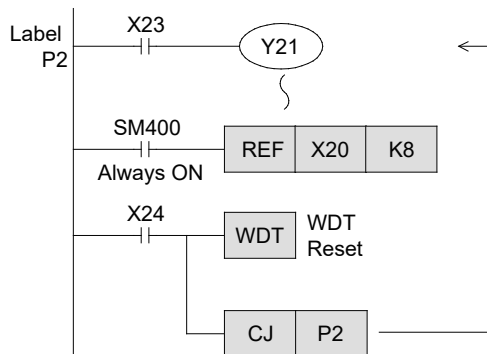 Label
P2
X23
Y21
SM400
Always ON
REF X20 K8
X24
WDT
WDT
Reset
CJ P2